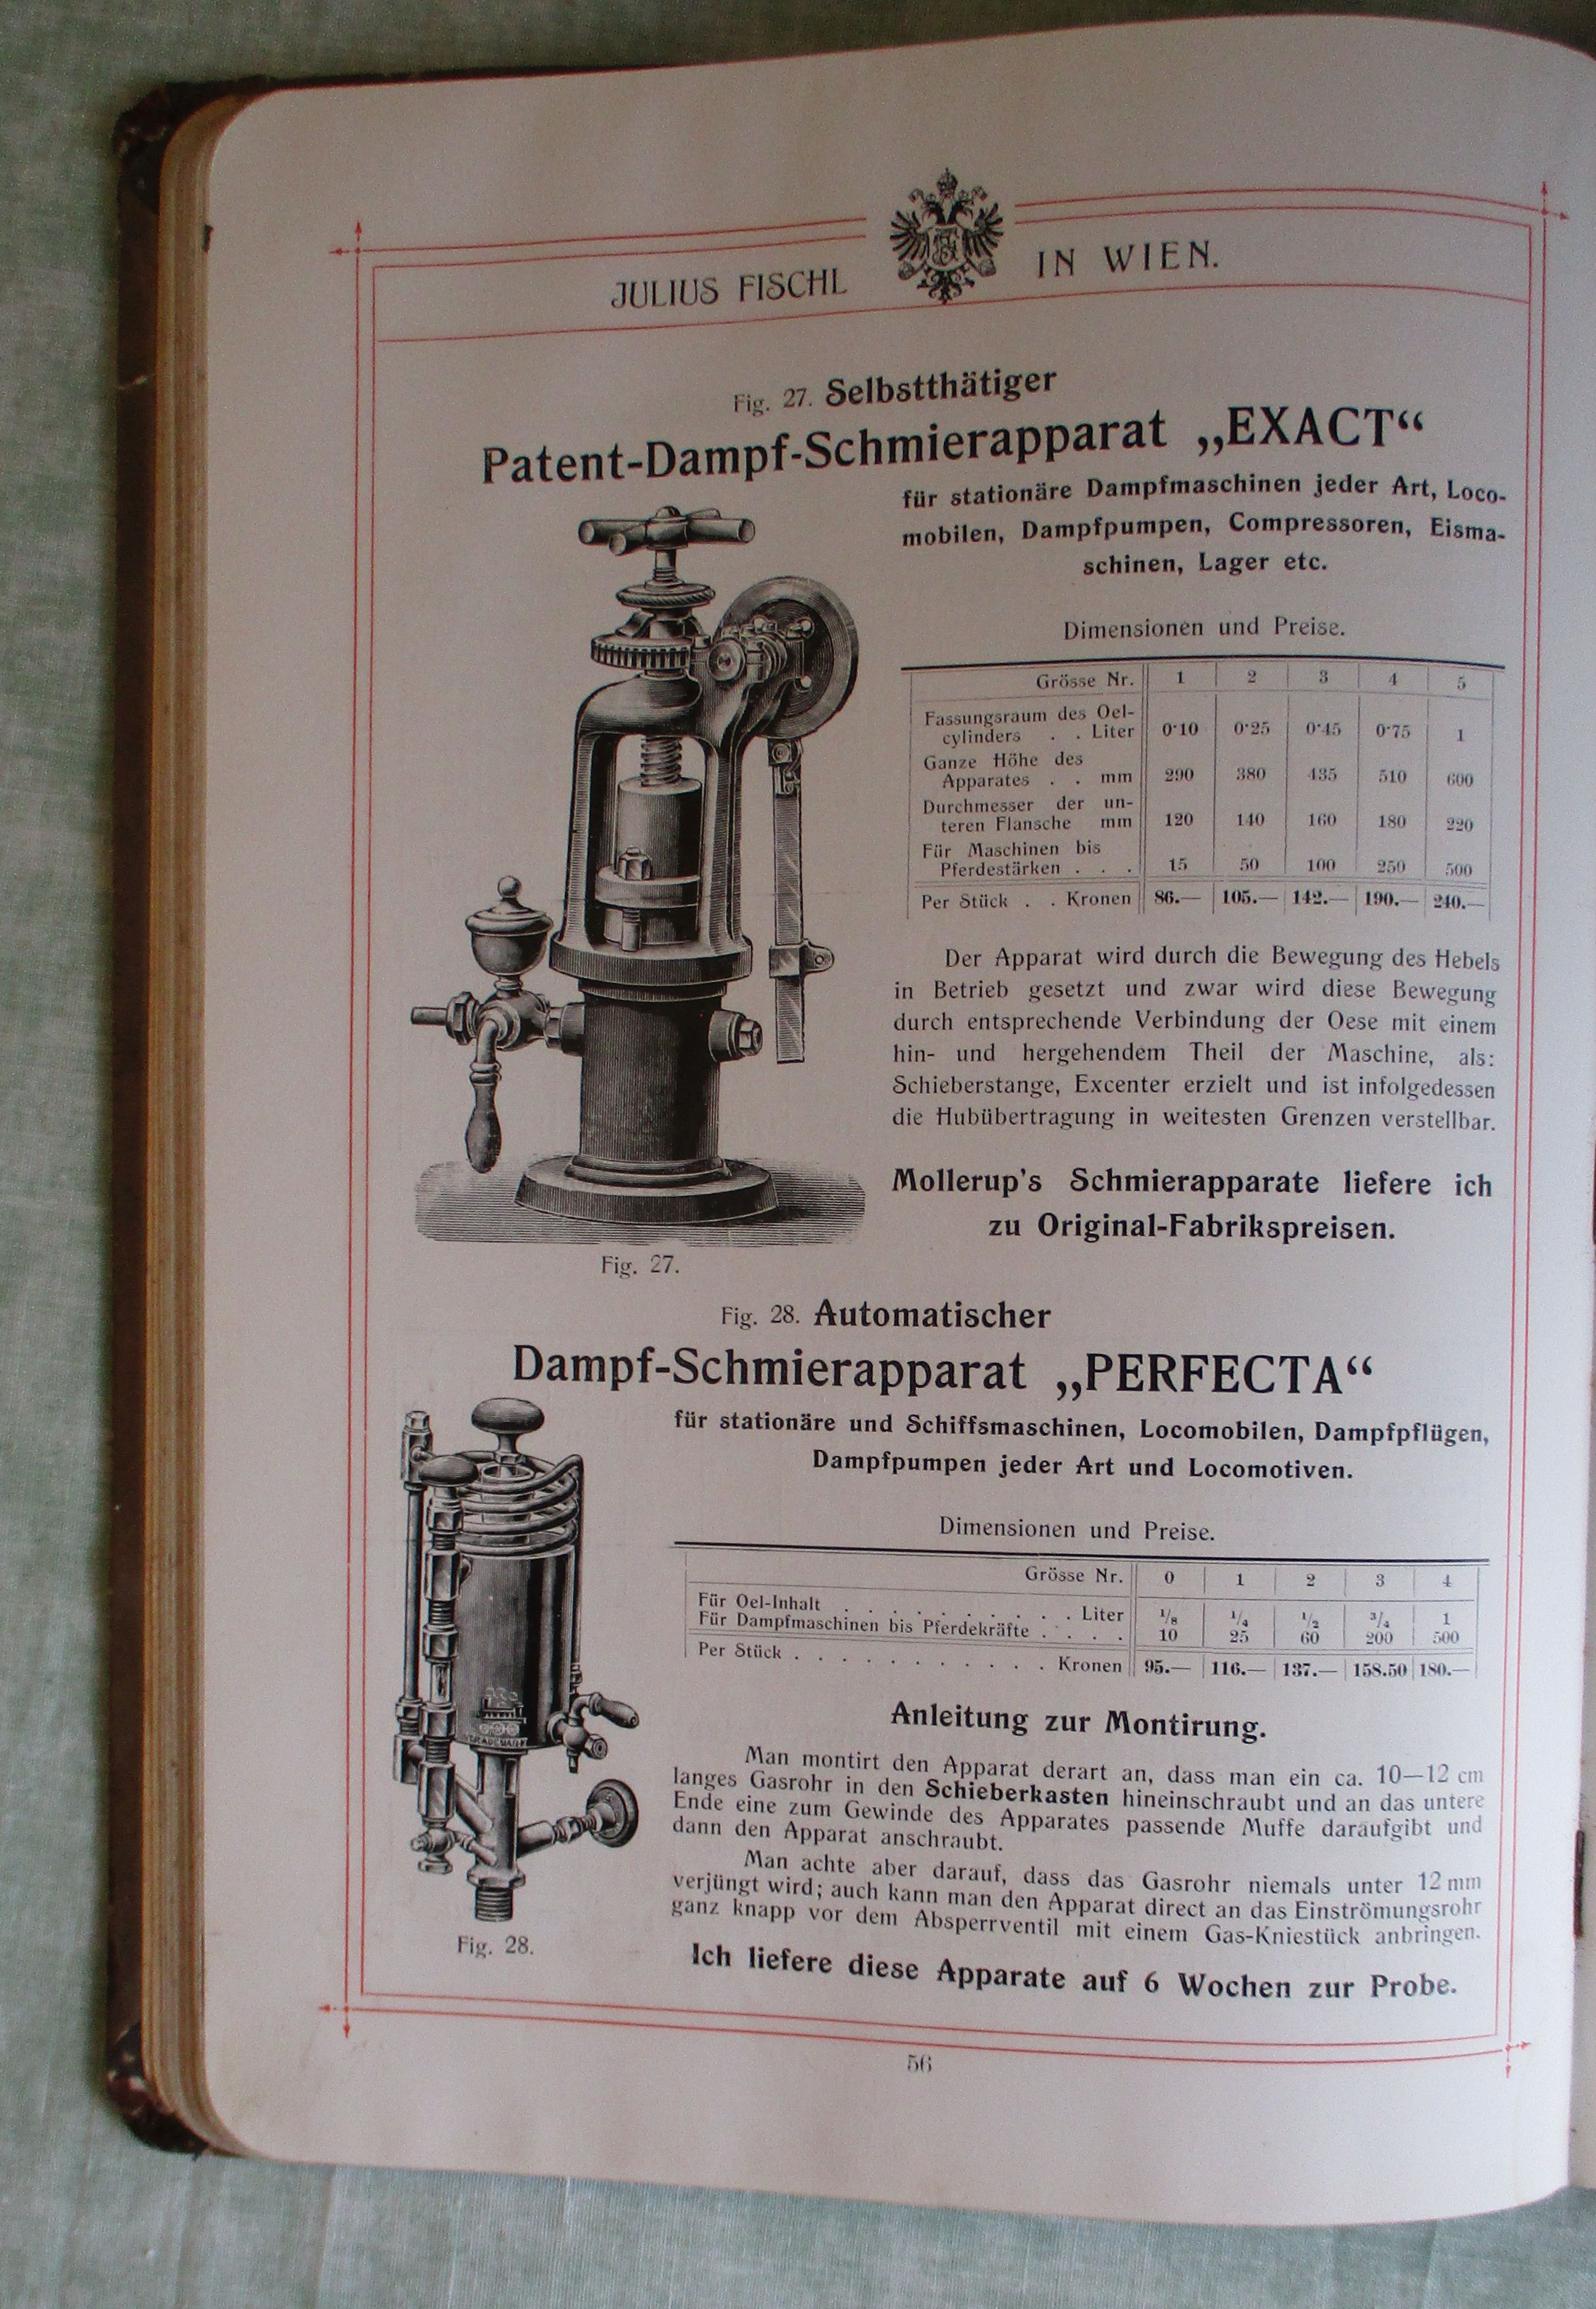 JULIUS FISCHL IN WIEN.
Fig. 27. Selbstthätiger
Patent-Dampf-Schmierapparat „EXACT“
für stationäre Dampfmaschinen jeder Art, Loco-
mobilen, Dampfpumpen, Compressoren, Eisma-
schinen, Lager etc.
Dimensionen und Preise.
Grösse Nr. 1 2 3 4 5
Fassungsraum des Oel-
cylinders . . Liter 0·10 0·25 0·45 0·75 1
Ganze Höhe des
Apparates . . mm 290 380 435 510 600
Durchmesser der un-
teren Flansche mm 120 140 160 180 220
Für Maschinen bis
Pferdestärken . . . 15 50 100 250 500
Per Stück . . Kronen 86.— 105.— 142.— 190.— 240.—
Der Apparat wird durch die Bewegung des Hebels
in Betrieb gesetzt und zwar wird diese Bewegung
durch entsprechende Verbindung der Oese mit einem
hin- und hergehendem Theil der Maschine, als:
Schieberstange, Excenter erzielt und ist infolgedessen
die Hubübertragung in weitesten Grenzen verstellbar.
Mollerup's Schmierapparate liefere ich
zu Original-Fabrikspreisen.
Fig. 27.
Fig. 28. Automatischer
Dampf-Schmierapparat „PERFECTA“
für stationäre und Schiffsmaschinen, Locomobilen, Dampfpflügen,
Dampfpumpen jeder Art und Locomotiven.
Dimensionen und Preise.
Grösse Nr. 0 1 2 3 4
Für Oel-Inhalt . . . . . . . . . . Liter 1/8 1/4 1/2 3/4 1
Für Dampfmaschinen bis Pferdekräfte . . . . 10 25 60 200 500
Per Stück . . . . . . . . . . . Kronen 95.— 116.— 137.— 158.50 180.—
TRADEMARK
Anleitung zur Montirung.
Man montirt den Apparat derart an, dass man ein ca. 10—12 cm
langes Gasrohr in den Schieberkasten hineinschraubt und an das untere
Ende eine zum Gewinde des Apparates passende Muffe daraufgibt und
dann den Apparat anschraubt.
Man achte aber darauf, dass das Gasrohr niemals unter 12 mm
verjüngt wird; auch kann man den Apparat direct an das Einströmungsrohr
ganz knapp vor dem Absperrventil mit einem Gas-Kniestück anbringen.
Ich liefere diese Apparate auf 6 Wochen zur Probe.
Fig. 28.
56